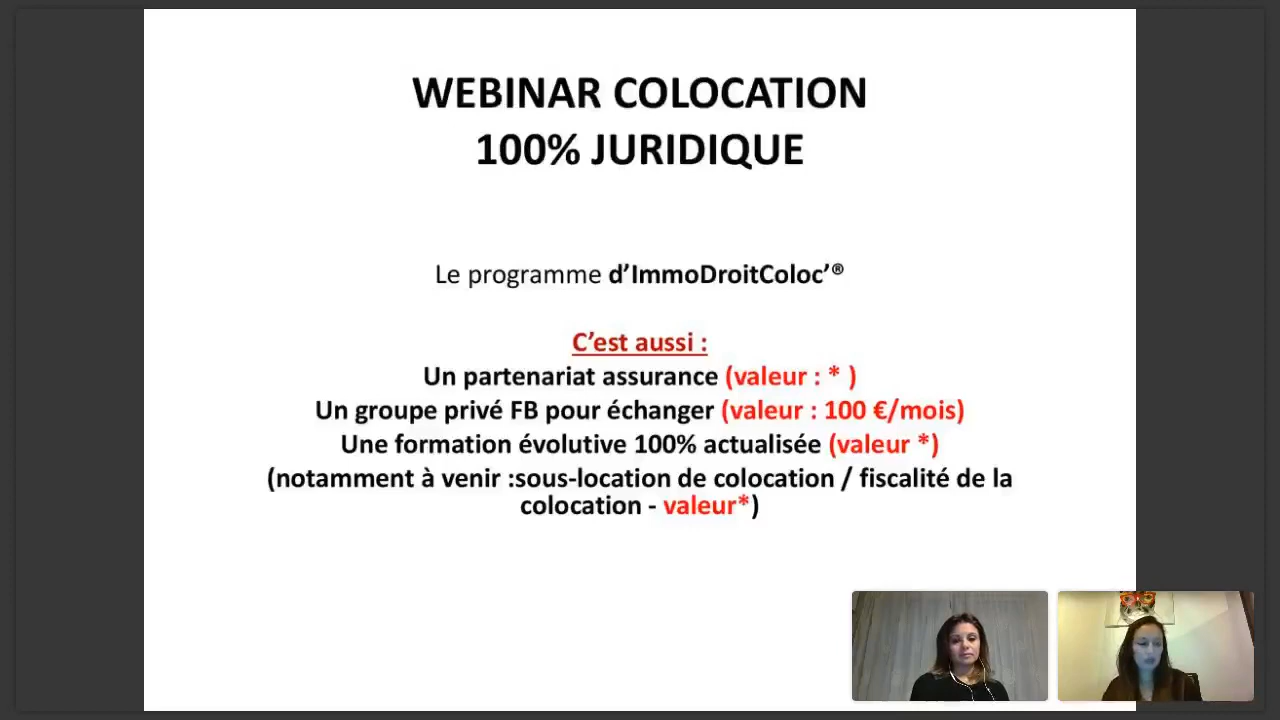 WEBINAR COLOCATION
100% JURIDIQUE
Le programme d’ImmoDroitColoc’®
C’est aussi :
Un partenariat assurance (valeur : * )
Un groupe privé FB pour échanger (valeur : 100 €/mois)
Une formation évolutive 100% actualisée (valeur *)
(notamment à venir :sous-location de colocation / fiscalité de la
colocation - valeur*)